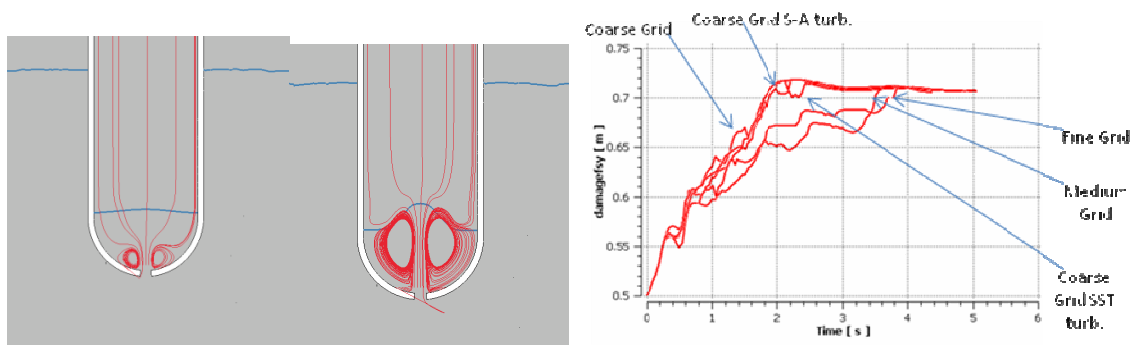 Coarse Grid S-A turb.
Coarse Grid
0.75
0.7
0.65
0.6
0.55
0.5
damagefsy [ m ]
0 1 2 3 4 5 6
Time [ s ]
Fine Grid
Medium
Grid
Coarse
Grid SST
turb.